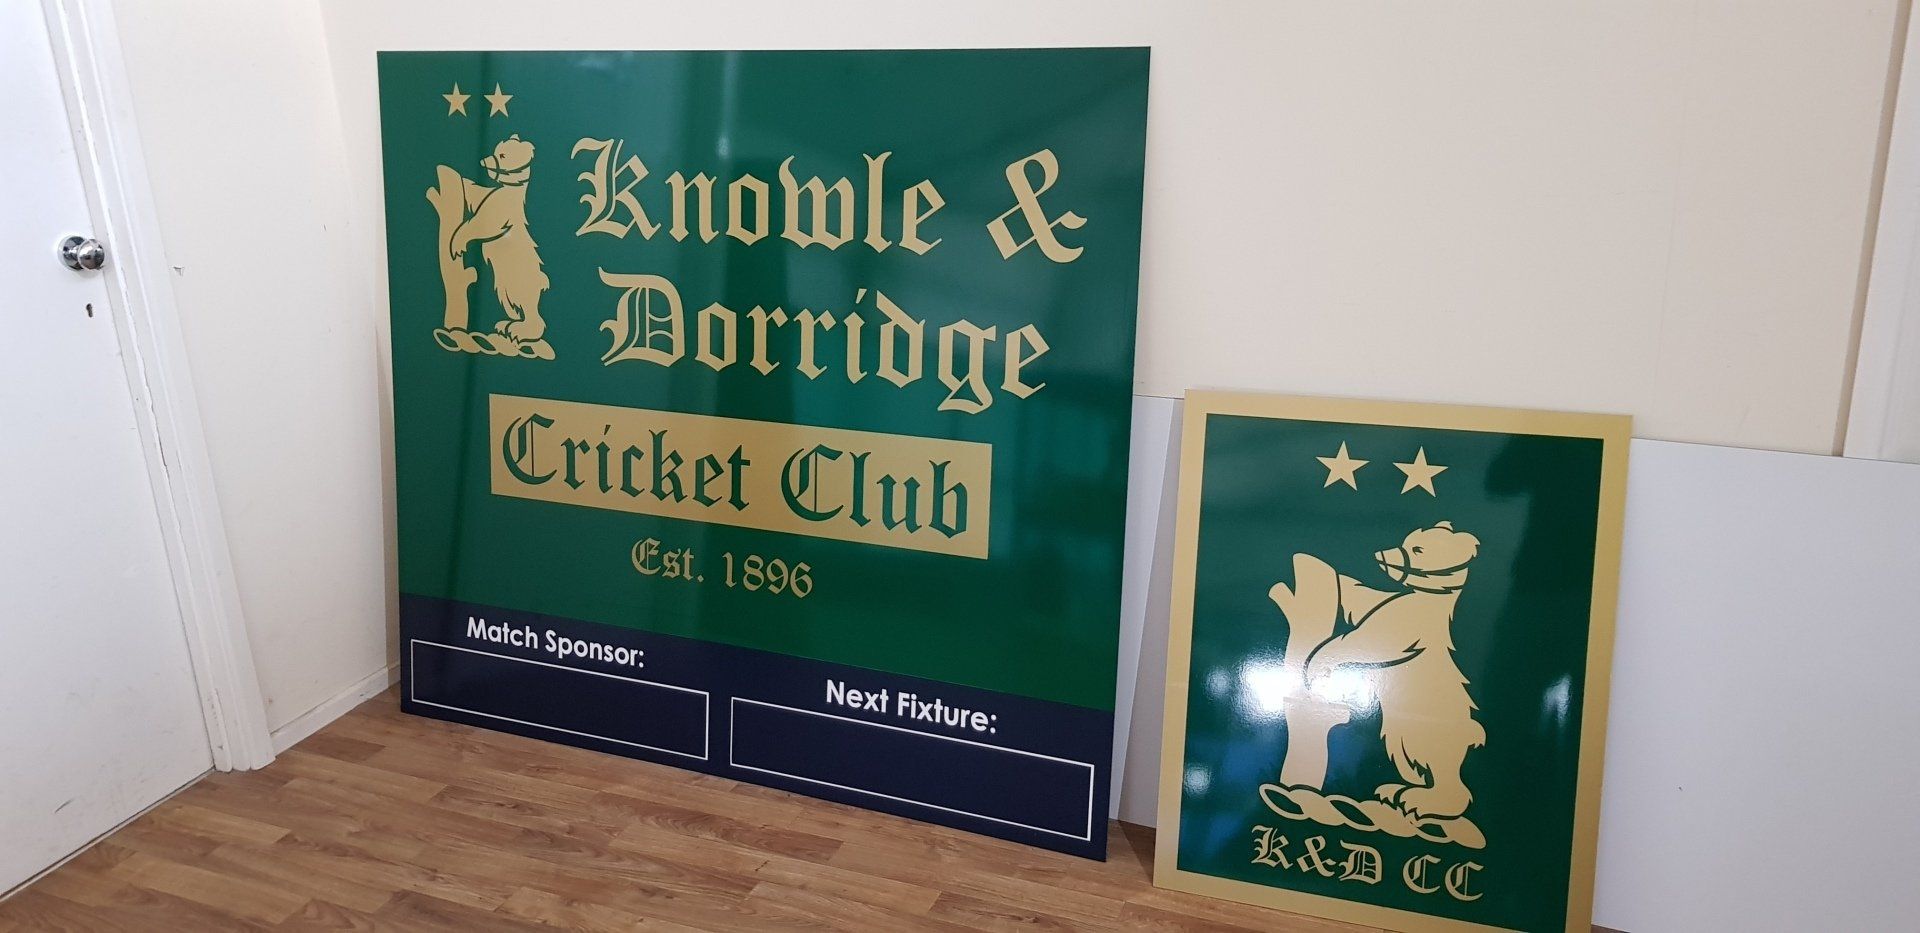 Knowle &
Dorridge
Cricket Club
Est. 1896
Match Sponsor:
Next Fixture:
K&D CC